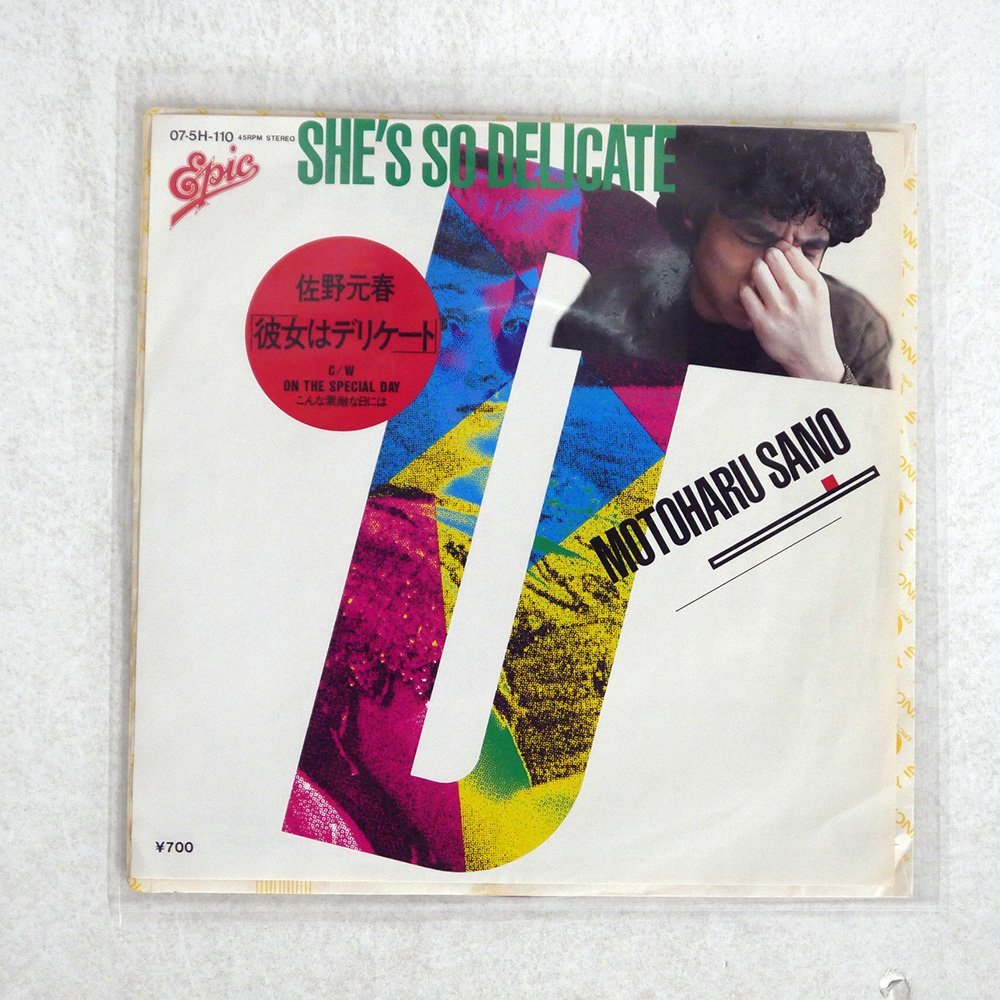 07·5H-110 45RPM STEREO
SHE'S SO DELICATE
Epic
佐野元春
「彼女はデリケート」
C/W
ON THE SPECIAL DAY
こんな素敵な日には
MOTOHARU SANO
¥700